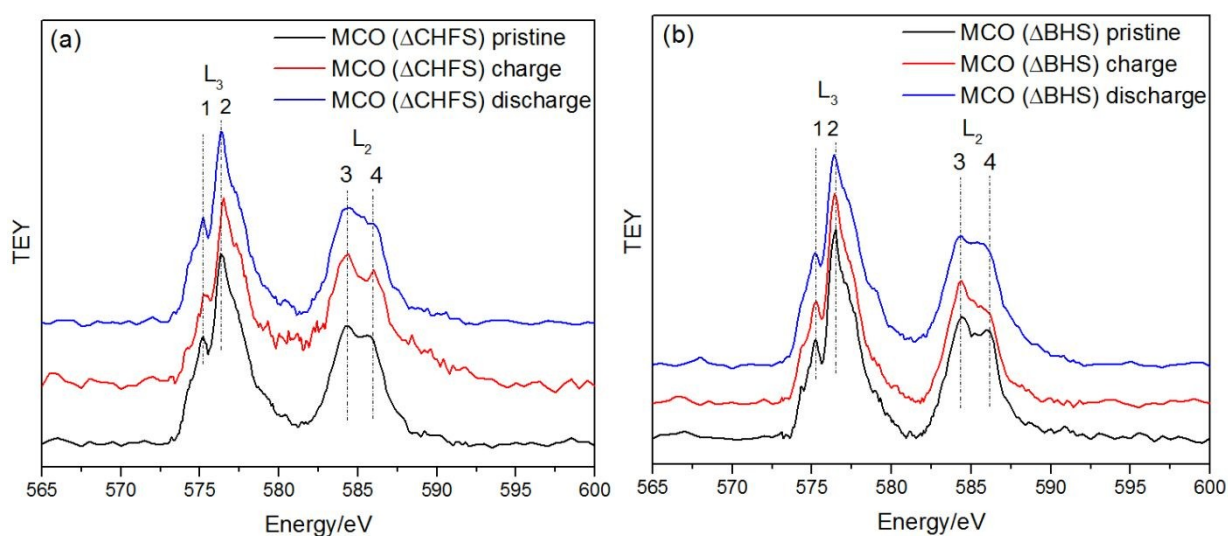 (a)
MCO (ΔCHFS) pristine
MCO (ΔCHFS) charge
MCO (ΔCHFS) discharge
L3
1 2
L2
3 4
TEY
565 570 575 580 585 590 595 600
Energy/eV
(b)
MCO (ΔBHS) pristine
MCO (ΔBHS) charge
MCO (ΔBHS) discharge
L3
1 2
L2
3 4
TEY
565 570 575 580 585 590 595 600
Energy/eV